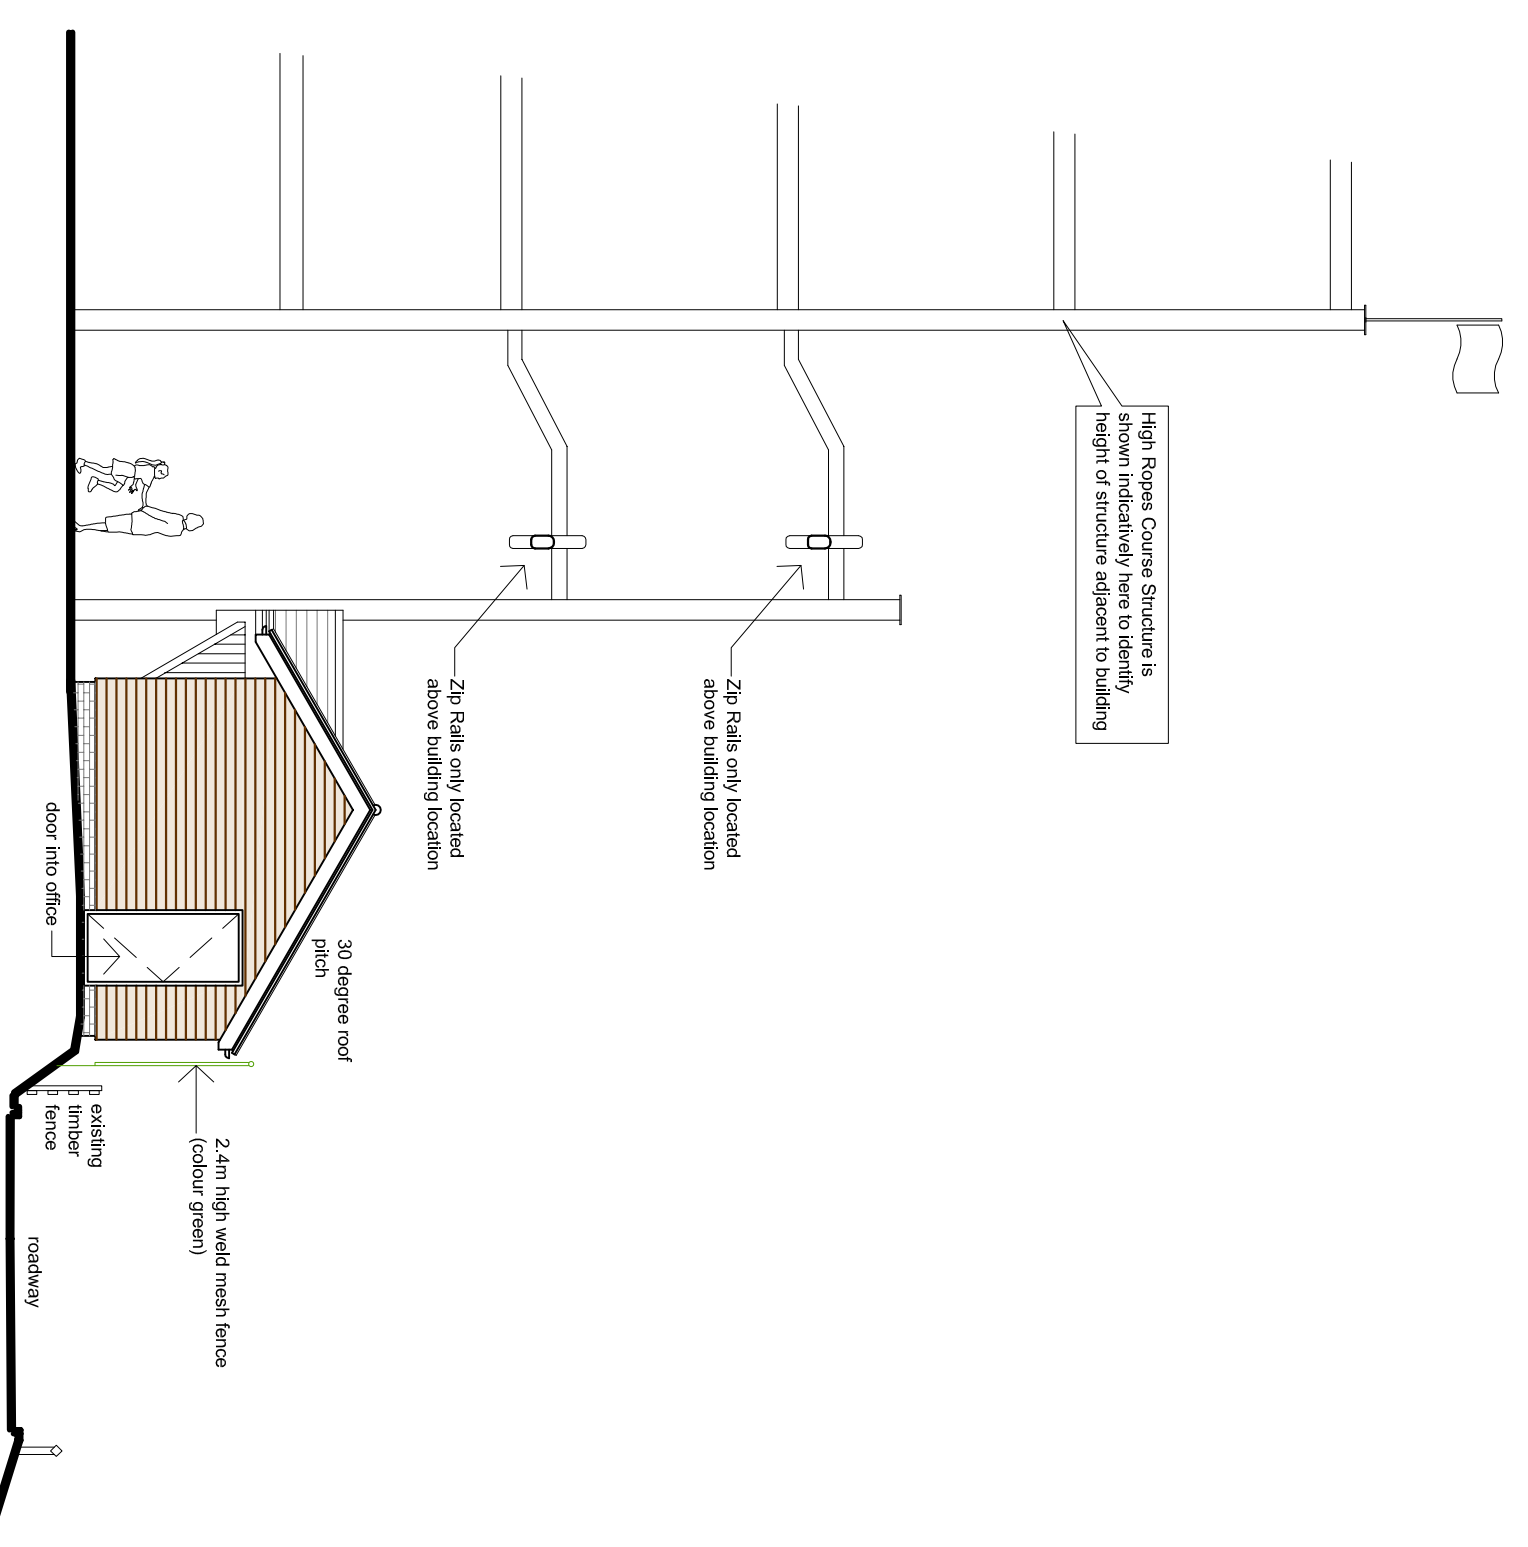 High Ropes Course Structure is
shown indicatively here to identify
height of structure adjacent to building
Zip Rails only located
above building location
Zip Rails only located
above building location
30 degree roof
pitch
door into office
2.4m high weld mesh fence
(colour green)
existing
timber
fence
roadway